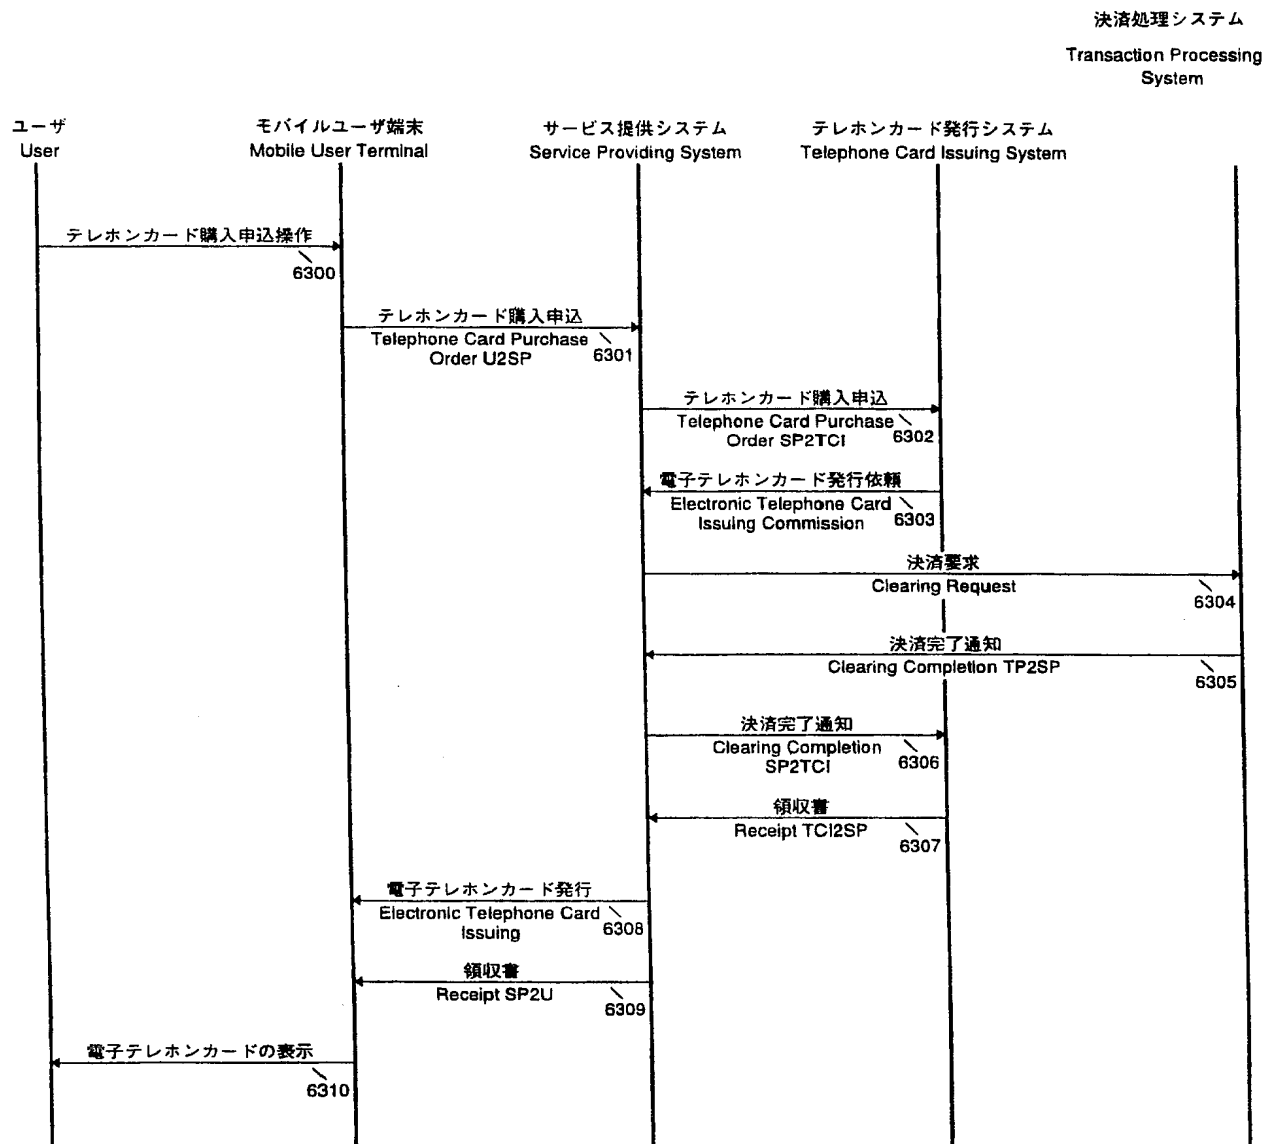 決済処理システム
Transaction Processing
System
ユーザ
User
モバイルユーザ端末
Mobile User Terminal
サービス提供システム
Service Providing System
テレホンカード発行システム
Telephone Card Issuing System
テレホンカード購入申込操作
6300
テレホンカード購入申込
Telephone Card Purchase
Order U2SP
6301
テレホンカード購入申込
Telephone Card Purchase
Order SP2TCI
6302
電子テレホンカード発行依頼
Electronic Telephone Card
Issuing Commission
6303
決済要求
Clearing Request
6304
決済完了通知
Clearing Completion TP2SP
6305
決済完了通知
Clearing Completion
SP2TCI
6306
領収書
Receipt TCI2SP
6307
電子テレホンカード発行
Electronic Telephone Card
Issuing
6308
領収書
Receipt SP2U
6309
電子テレホンカードの表示
6310